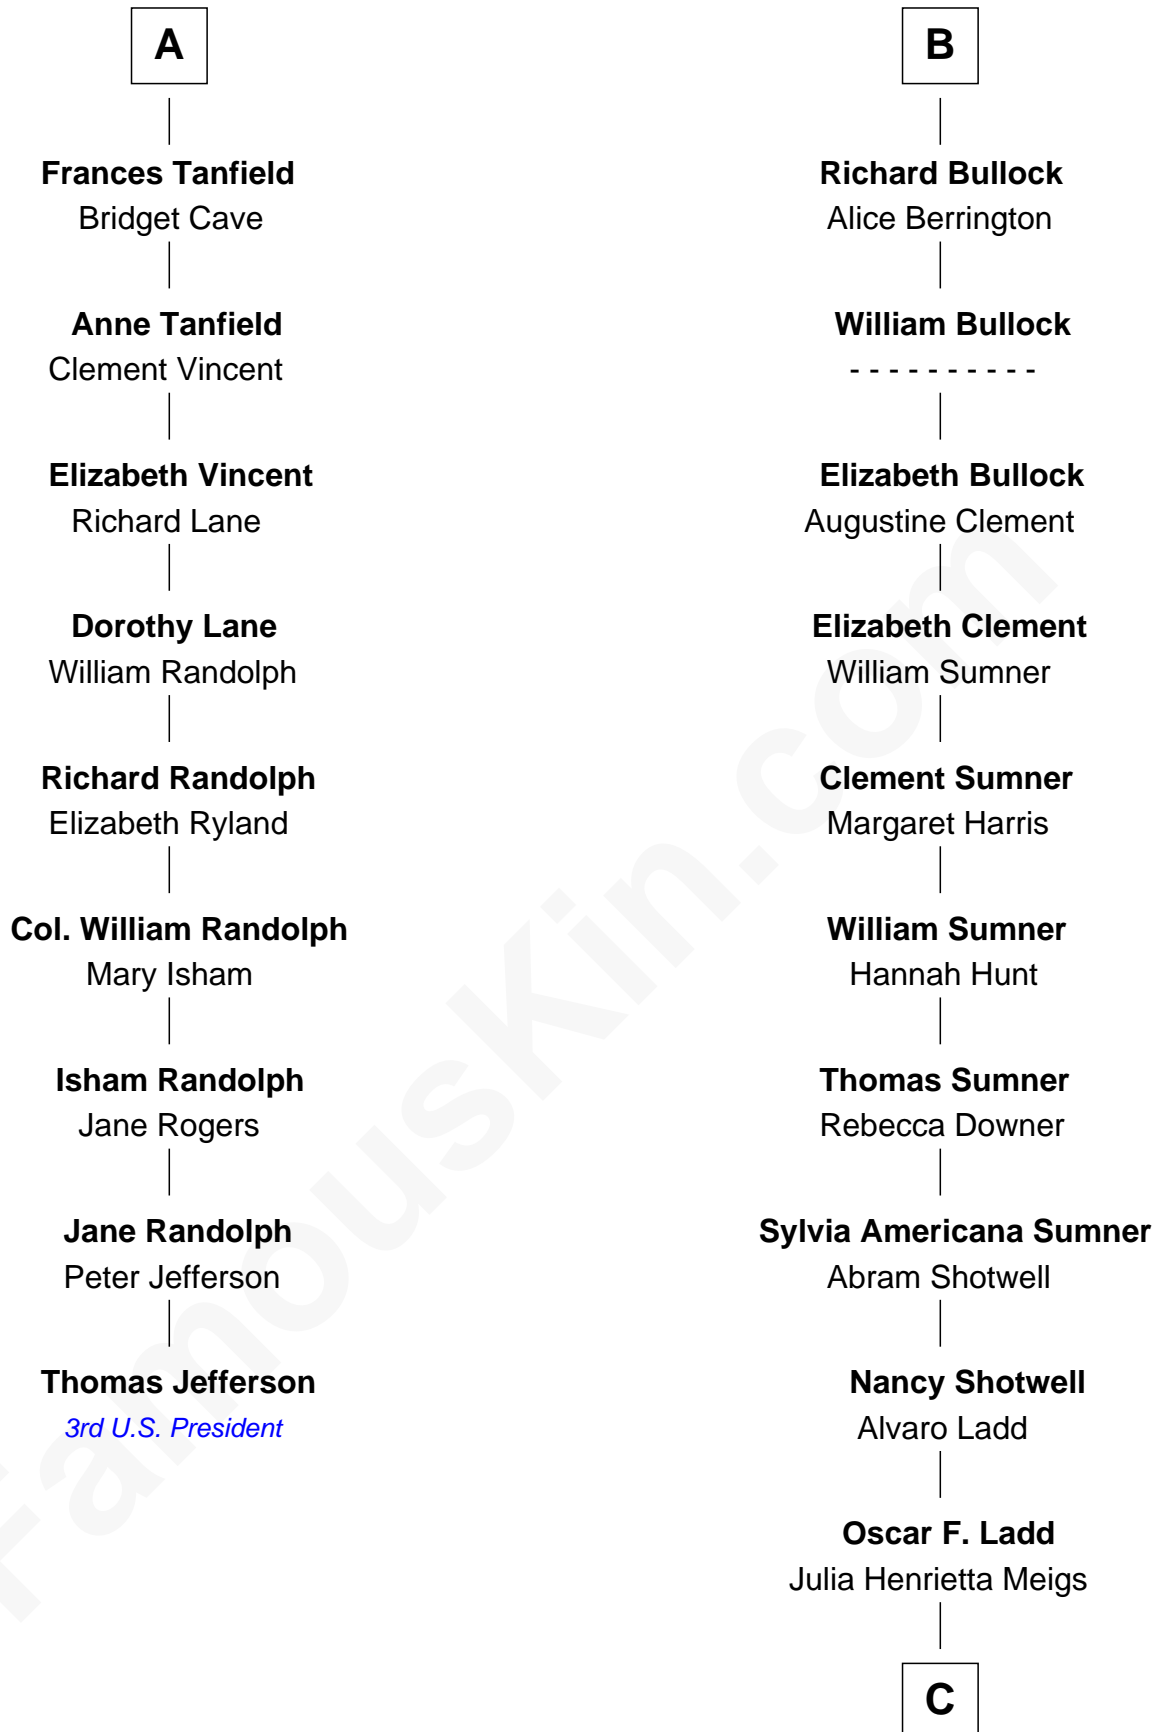 A
Frances Tanfield
Bridget Cave
Anne Tanfield
Clement Vincent
Elizabeth Vincent
Richard Lane
Dorothy Lane
William Randolph
Richard Randolph
Elizabeth Ryland
Col. William Randolph
Mary Isham
Isham Randolph
Jane Rogers
Jane Randolph
Peter Jefferson
Thomas Jefferson
3rd U.S. President
B
Richard Bullock
Alice Berrington
William Bullock
- - - - - - - - - -
Elizabeth Bullock
Augustine Clement
Elizabeth Clement
William Sumner
Clement Sumner
Margaret Harris
William Sumner
Hannah Hunt
Thomas Sumner
Rebecca Downer
Sylvia Americana Sumner
Abram Shotwell
Nancy Shotwell
Alvaro Ladd
Oscar F. Ladd
Julia Henrietta Meigs
C
FamousKin.com